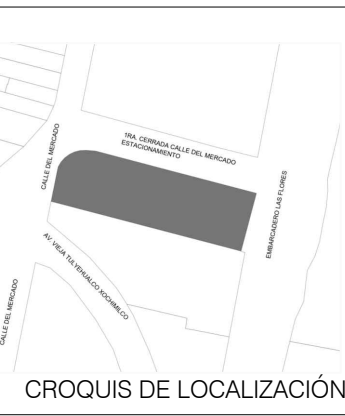 1RA. CERRADA CALLE DEL MERCADO
ESTACIONAMIENTO
CALLE DEL MERCADO
EMBARCADERO LAS FLORES
AV. VIEJA TULYEHUALCO XOCHIMILCO
CALLE DEL MERCADO
CROQUIS DE LOCALIZACIÓN